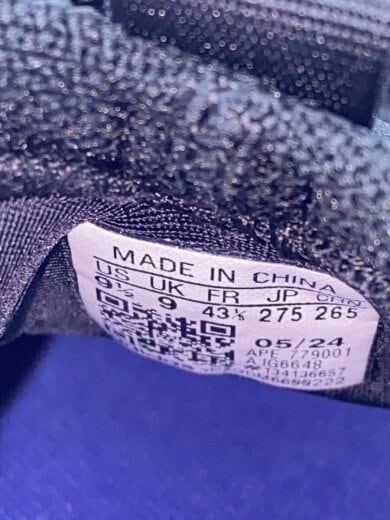 MADE IN CHINA
US UK FR JP CHN
9½ 9 43⅓ 275 265
05/24
APE 779001
IG6648
134136657